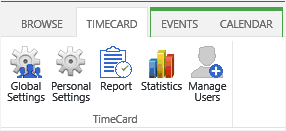 BROWSE TIMECARD EVENTS CALENDAR
Global Settings Personal Settings Report Statistics Manage Users
TimeCard